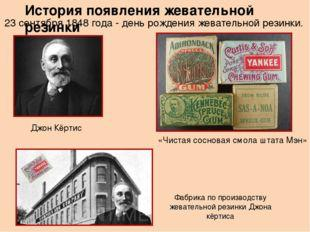 История появления жевательной
резинки
23 сентября 1848 года - день рождения жевательной резинки.
ADIRONDACK
GUM
CURTIS & SON
YANKEE
CHEWING GUM.
KENNEBEC
SPRUCE
GUM
SAS-A-NOA
SPRUCE
GUM
Джон Кёртис
«Чистая сосновая смола штата Мэн»
Фабрика по производству
жевательной резинки Джона
кёртиса